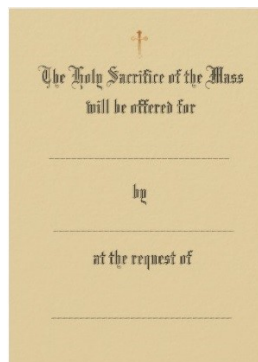 The Holy Sacrifice of the Mass
will be offered for
by
at the request of